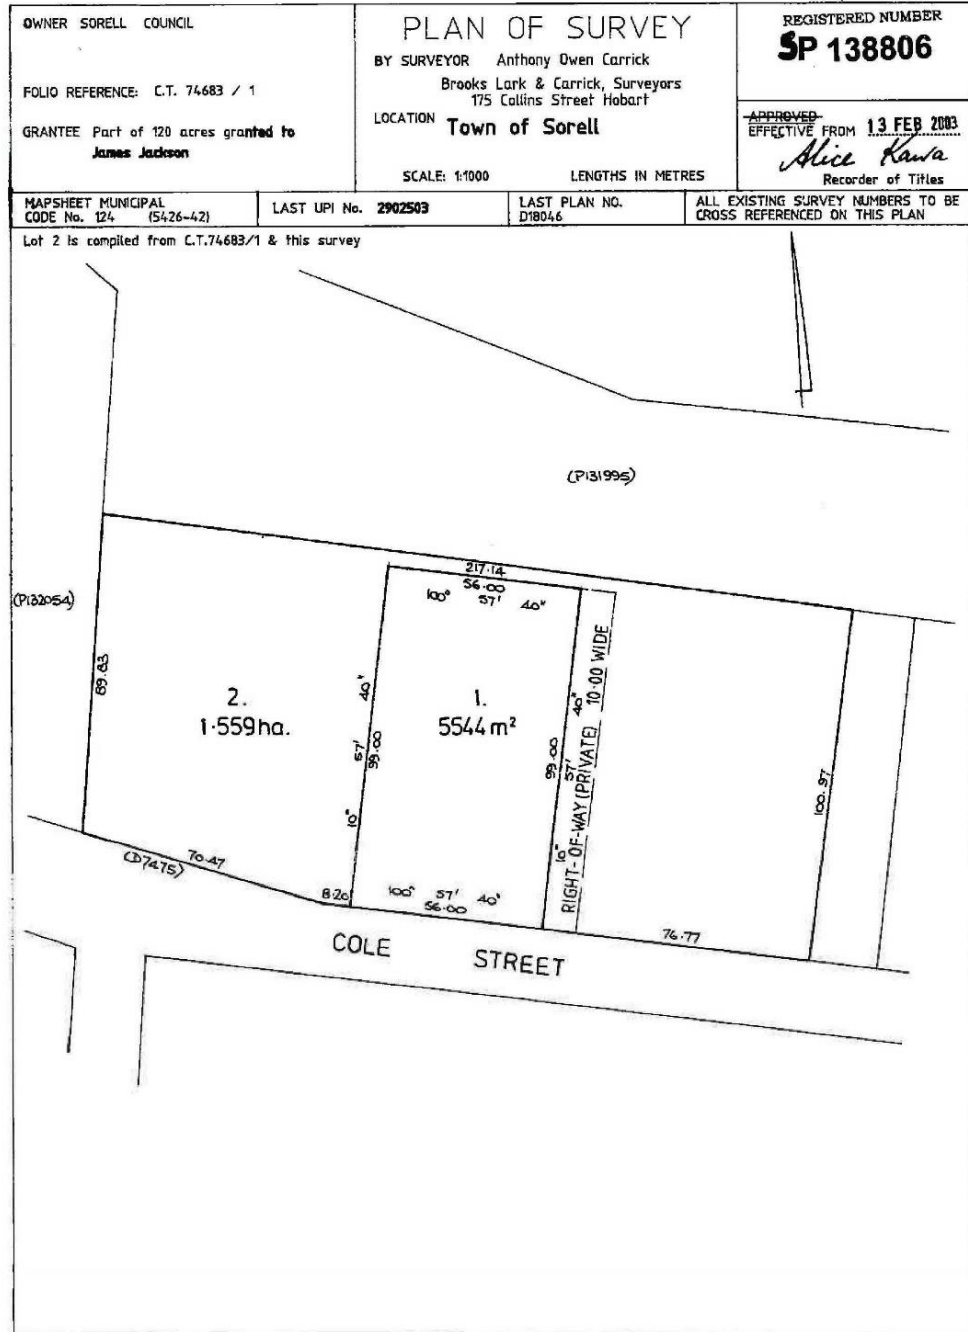 OWNER SORELL COUNCIL
FOLIO REFERENCE: C.T. 74683 / 1
GRANTEE Part of 120 acres granted to
James Jackson
PLAN OF SURVEY
BY SURVEYOR Anthony Owen Carrick
Brooks Lark & Carrick, Surveyors
175 Collins Street Hobart
LOCATION Town of Sorell
SCALE: 1:1000 LENGTHS IN METRES
REGISTERED NUMBER
SP 138806
APPROVED
EFFECTIVE FROM 13 FEB 2003
Alice Kawa
Recorder of Titles
MAPSHEET MUNICIPAL
CODE No. 124 (5426-42)
LAST UPI No. 2902503
LAST PLAN NO.
D18046
ALL EXISTING SURVEY NUMBERS TO BE
CROSS REFERENCED ON THIS PLAN
Lot 2 is compiled from C.T.74683/1 & this survey
(P131995)
217·14
56·00
100° 57' 40"
(P132054)
89.83
2.
1·559ha.
10° 57' 40"
99·00
1.
5544m²
99·00
10° 57' 40"
RIGHT-OF-WAY (PRIVATE) 10·00 WIDE
100.97
(D7475)
70·47
8·20
100° 57' 40"
56·00
76·77
COLE STREET